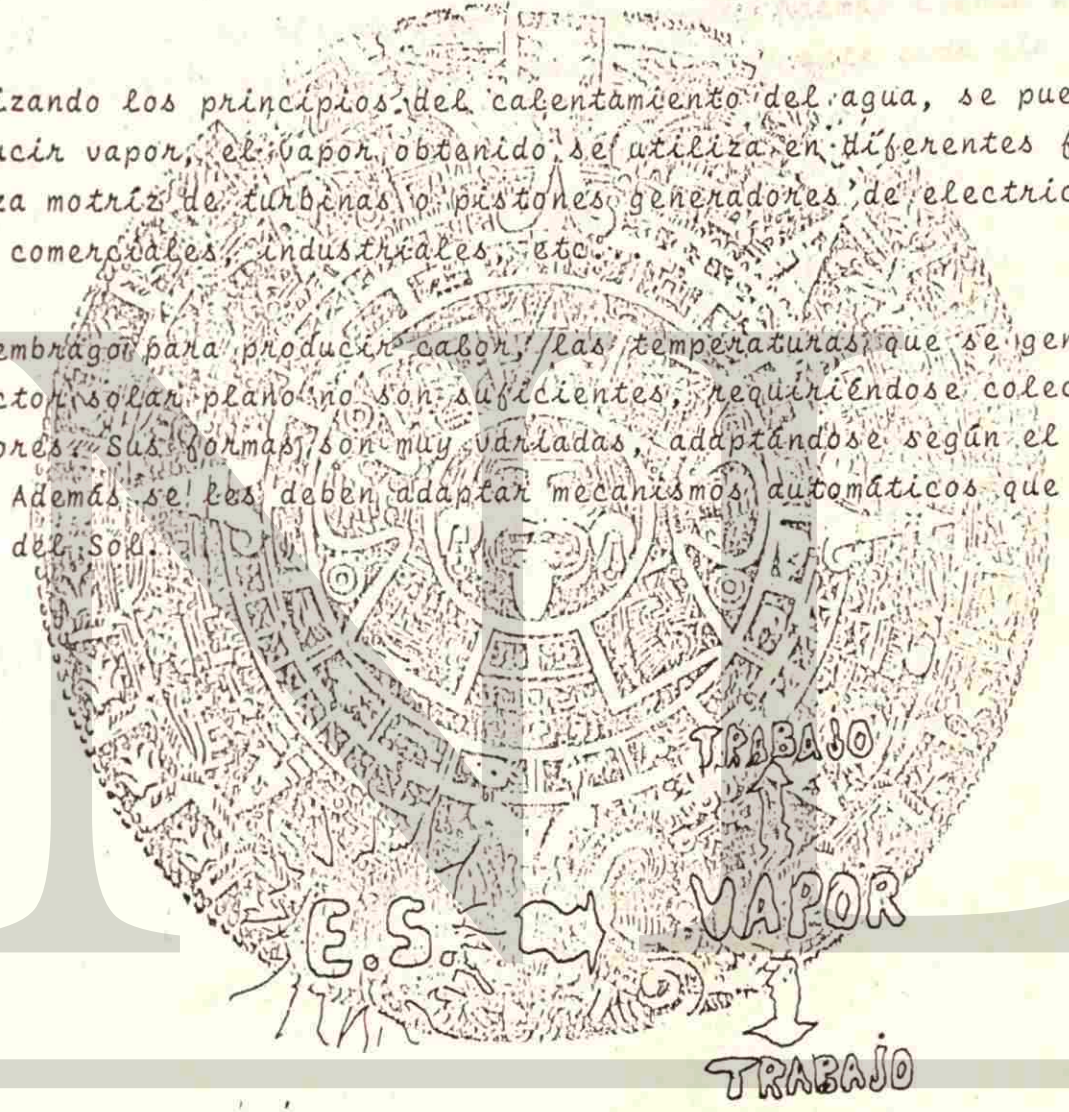 izando los principios del calentamiento del agua, se pue
ucir vapor, el vapor obtenido se utiliza en diferentes f
za motríz de turbinas o pistones generadores de electric
comerciales, industriales, etc...
embrago para producir calor, las temperaturas que se gen
ctor solar plano no son suficientes, requiriéndose colec
ores. Sus formas son muy variadas, adaptándose según el
Además se les deben adaptar mecanismos automáticos que
del Sol.
TRABAJO
E.S. VAPOR
TRABAJO